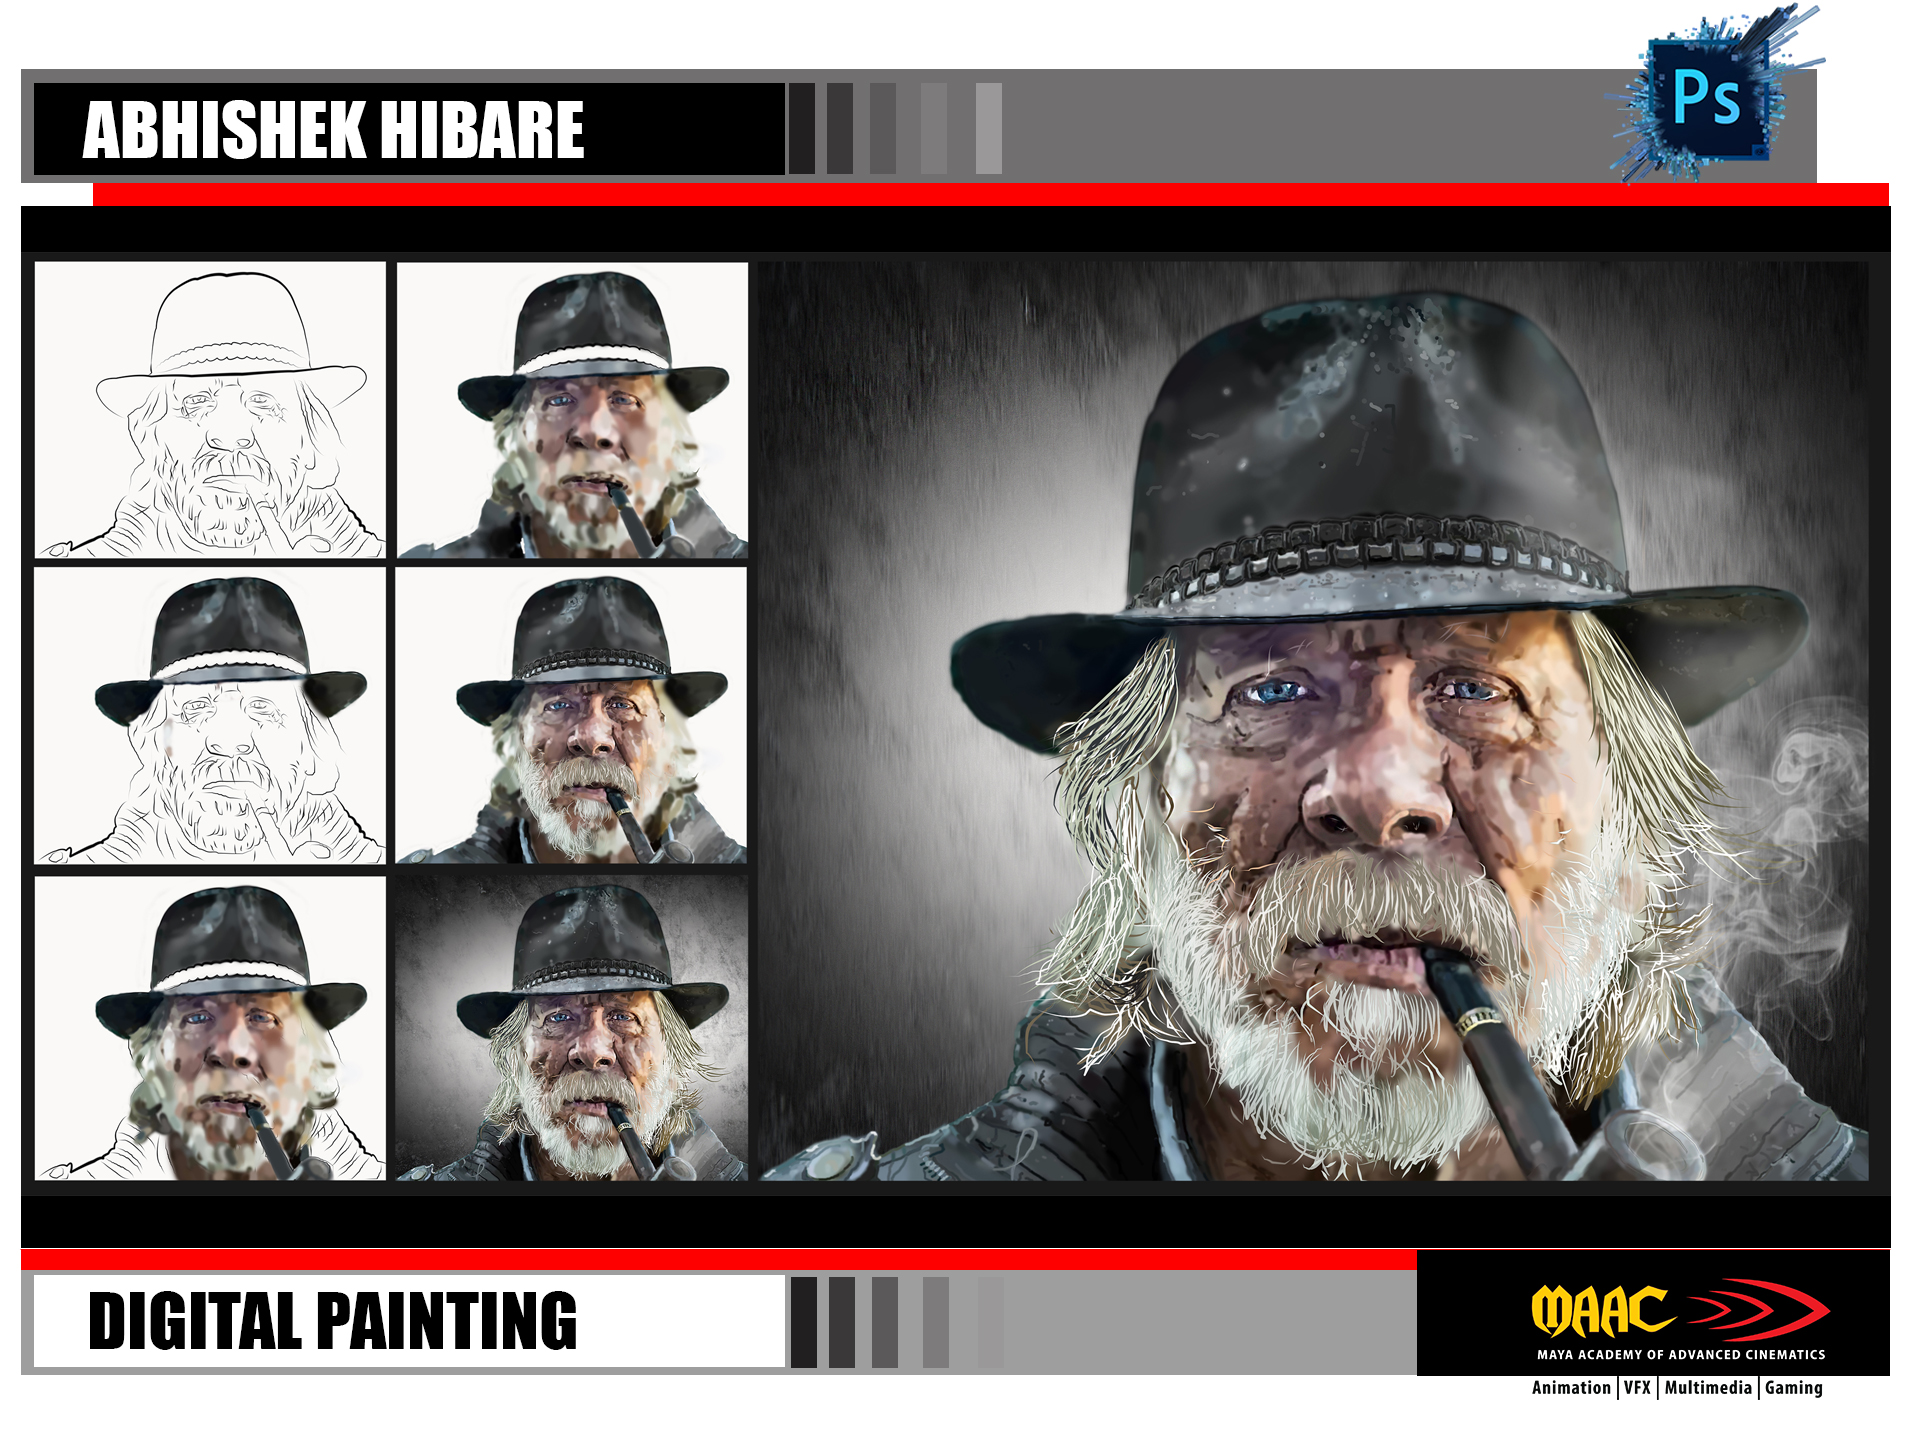 ABHISHEK HIBARE
Ps
DIGITAL PAINTING
MAAC
MAYA ACADEMY OF ADVANCED CINEMATICS
Animation | VFX | Multimedia | Gaming